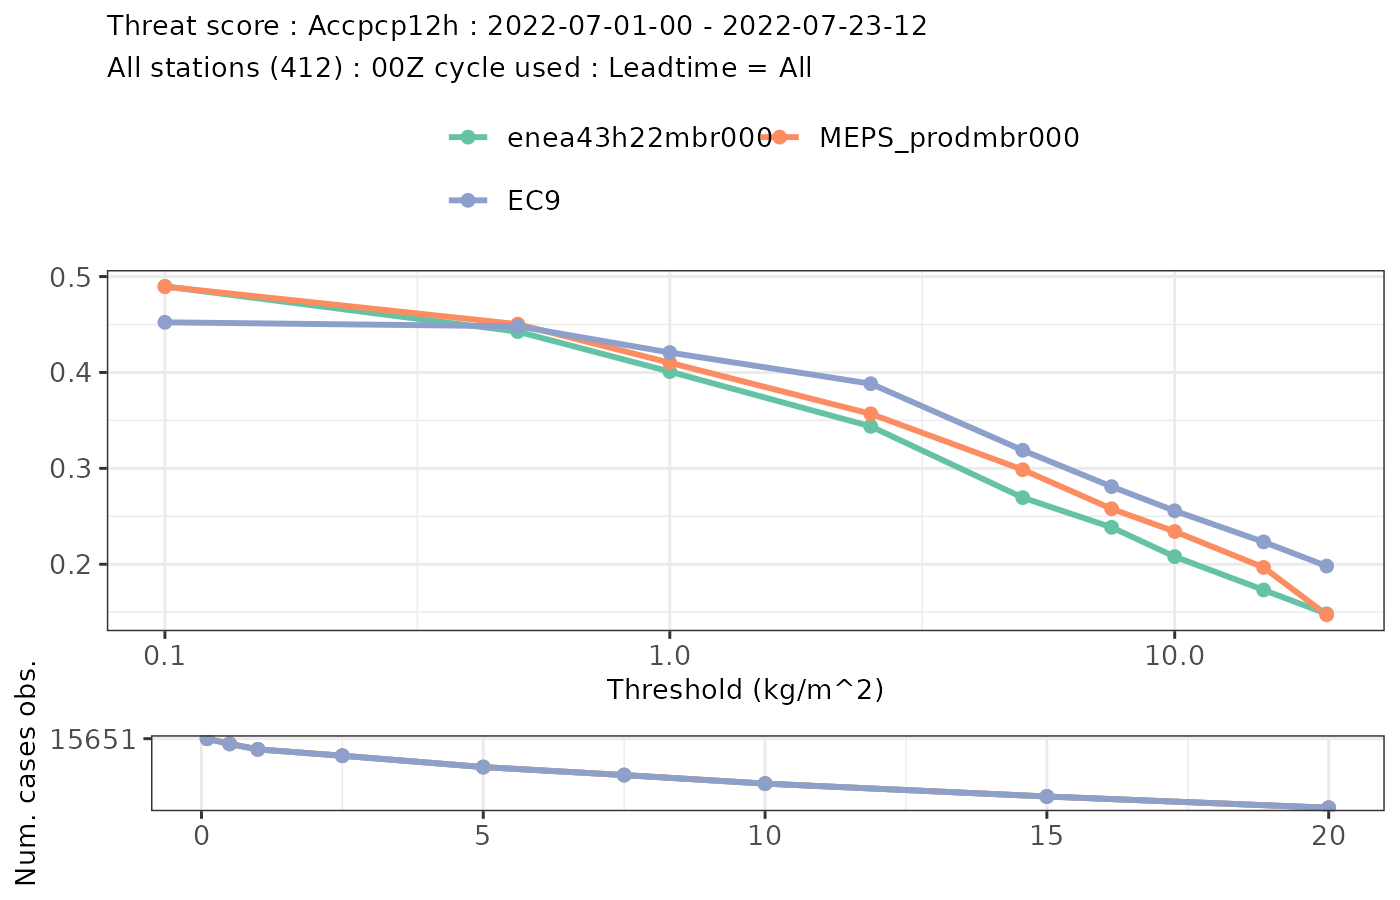 Threat score : Accpcp12h : 2022-07-01-00 - 2022-07-23-12
All stations (412) : 00Z cycle used : Leadtime = All
enea43h22mbr000 MEPS_prodmbr000
EC9
0.5
0.4
0.3
0.2
0.1 1.0 10.0
Threshold (kg/m^2)
Num. cases obs.
15651
0 5 10 15 20